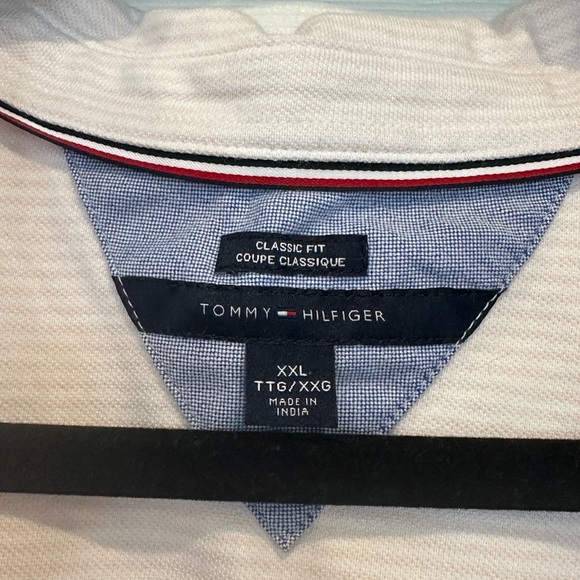 CLASSIC FIT
COUPE CLASSIQUE
TOMMY HILFIGER
XXL
TTG/XXG
MADE IN
INDIA